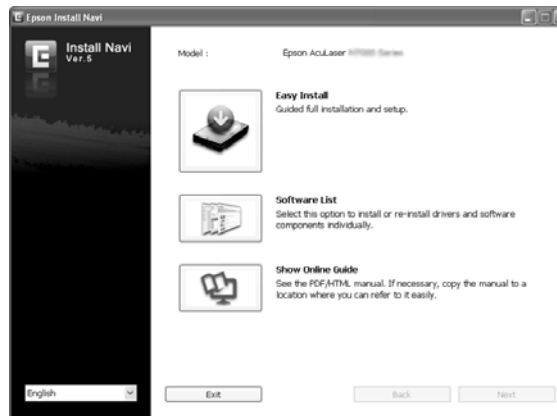 Epson Install Navi
Install Navi
Ver.5
Model :
Epson AcuLaser
Easy Install
Guided full installation and setup.
Software List
Select this option to install or re-install drivers and software
components individually.
Show Online Guide
See the PDF/HTML manual. If necessary, copy the manual to a
location where you can refer to it easily.
English
Exit
Back
Next